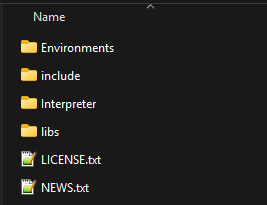 Name
Environments
include
Interpreter
libs
LICENSE.txt
NEWS.txt